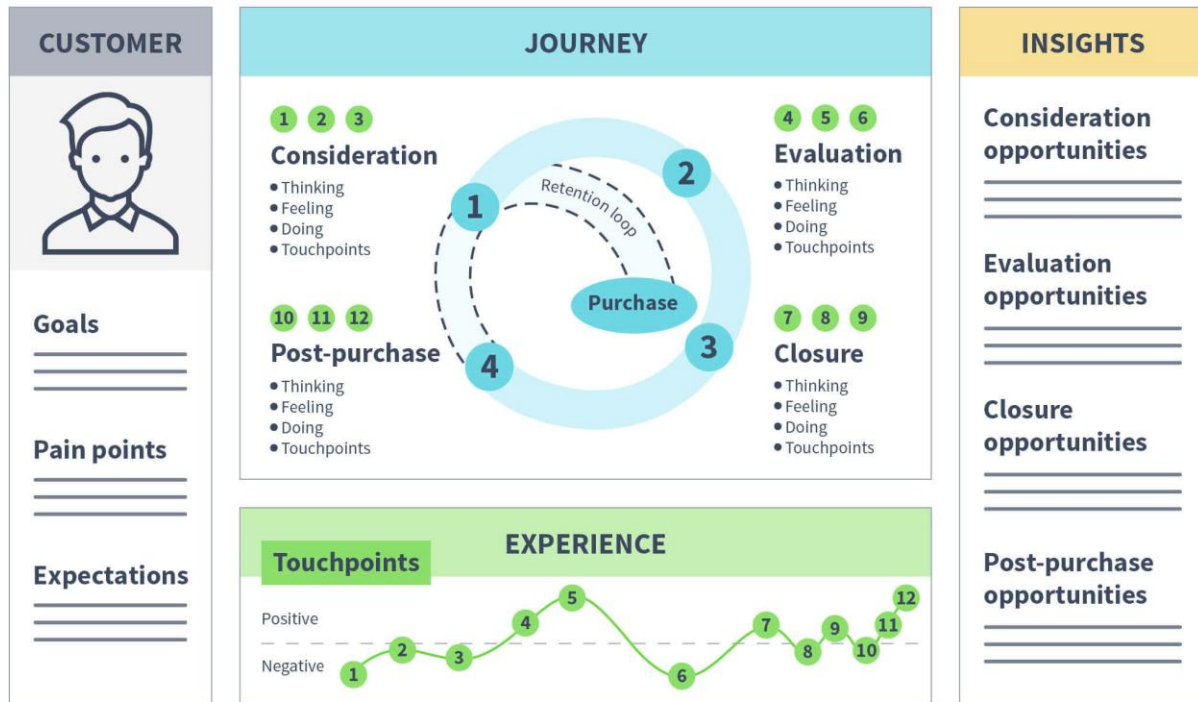 CUSTOMER
Goals
Pain points
Expectations
JOURNEY
1 2 3
Consideration
• Thinking
• Feeling
• Doing
• Touchpoints
4 5 6
Evaluation
• Thinking
• Feeling
• Doing
• Touchpoints
10 11 12
Post-purchase
• Thinking
• Feeling
• Doing
• Touchpoints
7 8 9
Closure
• Thinking
• Feeling
• Doing
• Touchpoints
1
2
3
4
Retention loop
Purchase
EXPERIENCE
Touchpoints
Positive
Negative
1
2
3
4
5
6
7
8
9
10
11
12
INSIGHTS
Consideration
opportunities
Evaluation
opportunities
Closure
opportunities
Post-purchase
opportunities